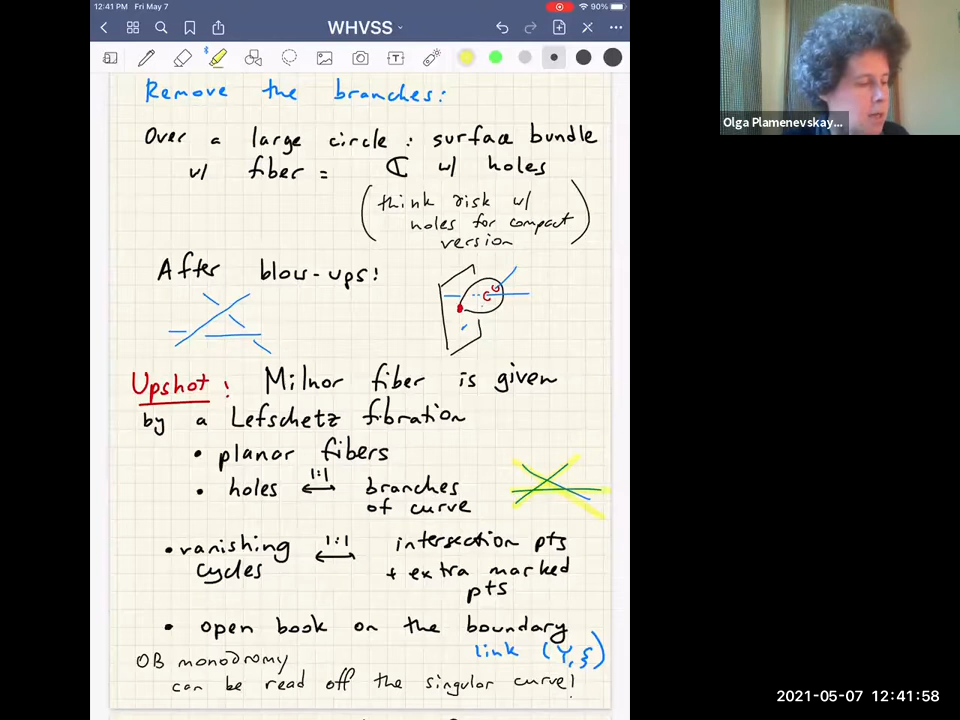 12:41 PM Fri May 7
90%
WHVSS
Olga Plamenevskay...
Remove the branches:
Over a large circle : surface bundle
w/ fiber = ℂ w/ holes
(think disk w/
holes for compact
version)
After blow-ups!
Upshot! Milnor fiber is given
by a Lefschetz fibration
• planar fibers
• holes ⟷ 1:1 branches
of curve
• vanishing ⟷ 1:1 intersection pts
cycles + extra marked
pts
• open book on the boundary
link (Y, ξ)
OB monodromy
can be read off the singular curve!
2021-05-07 12:41:58